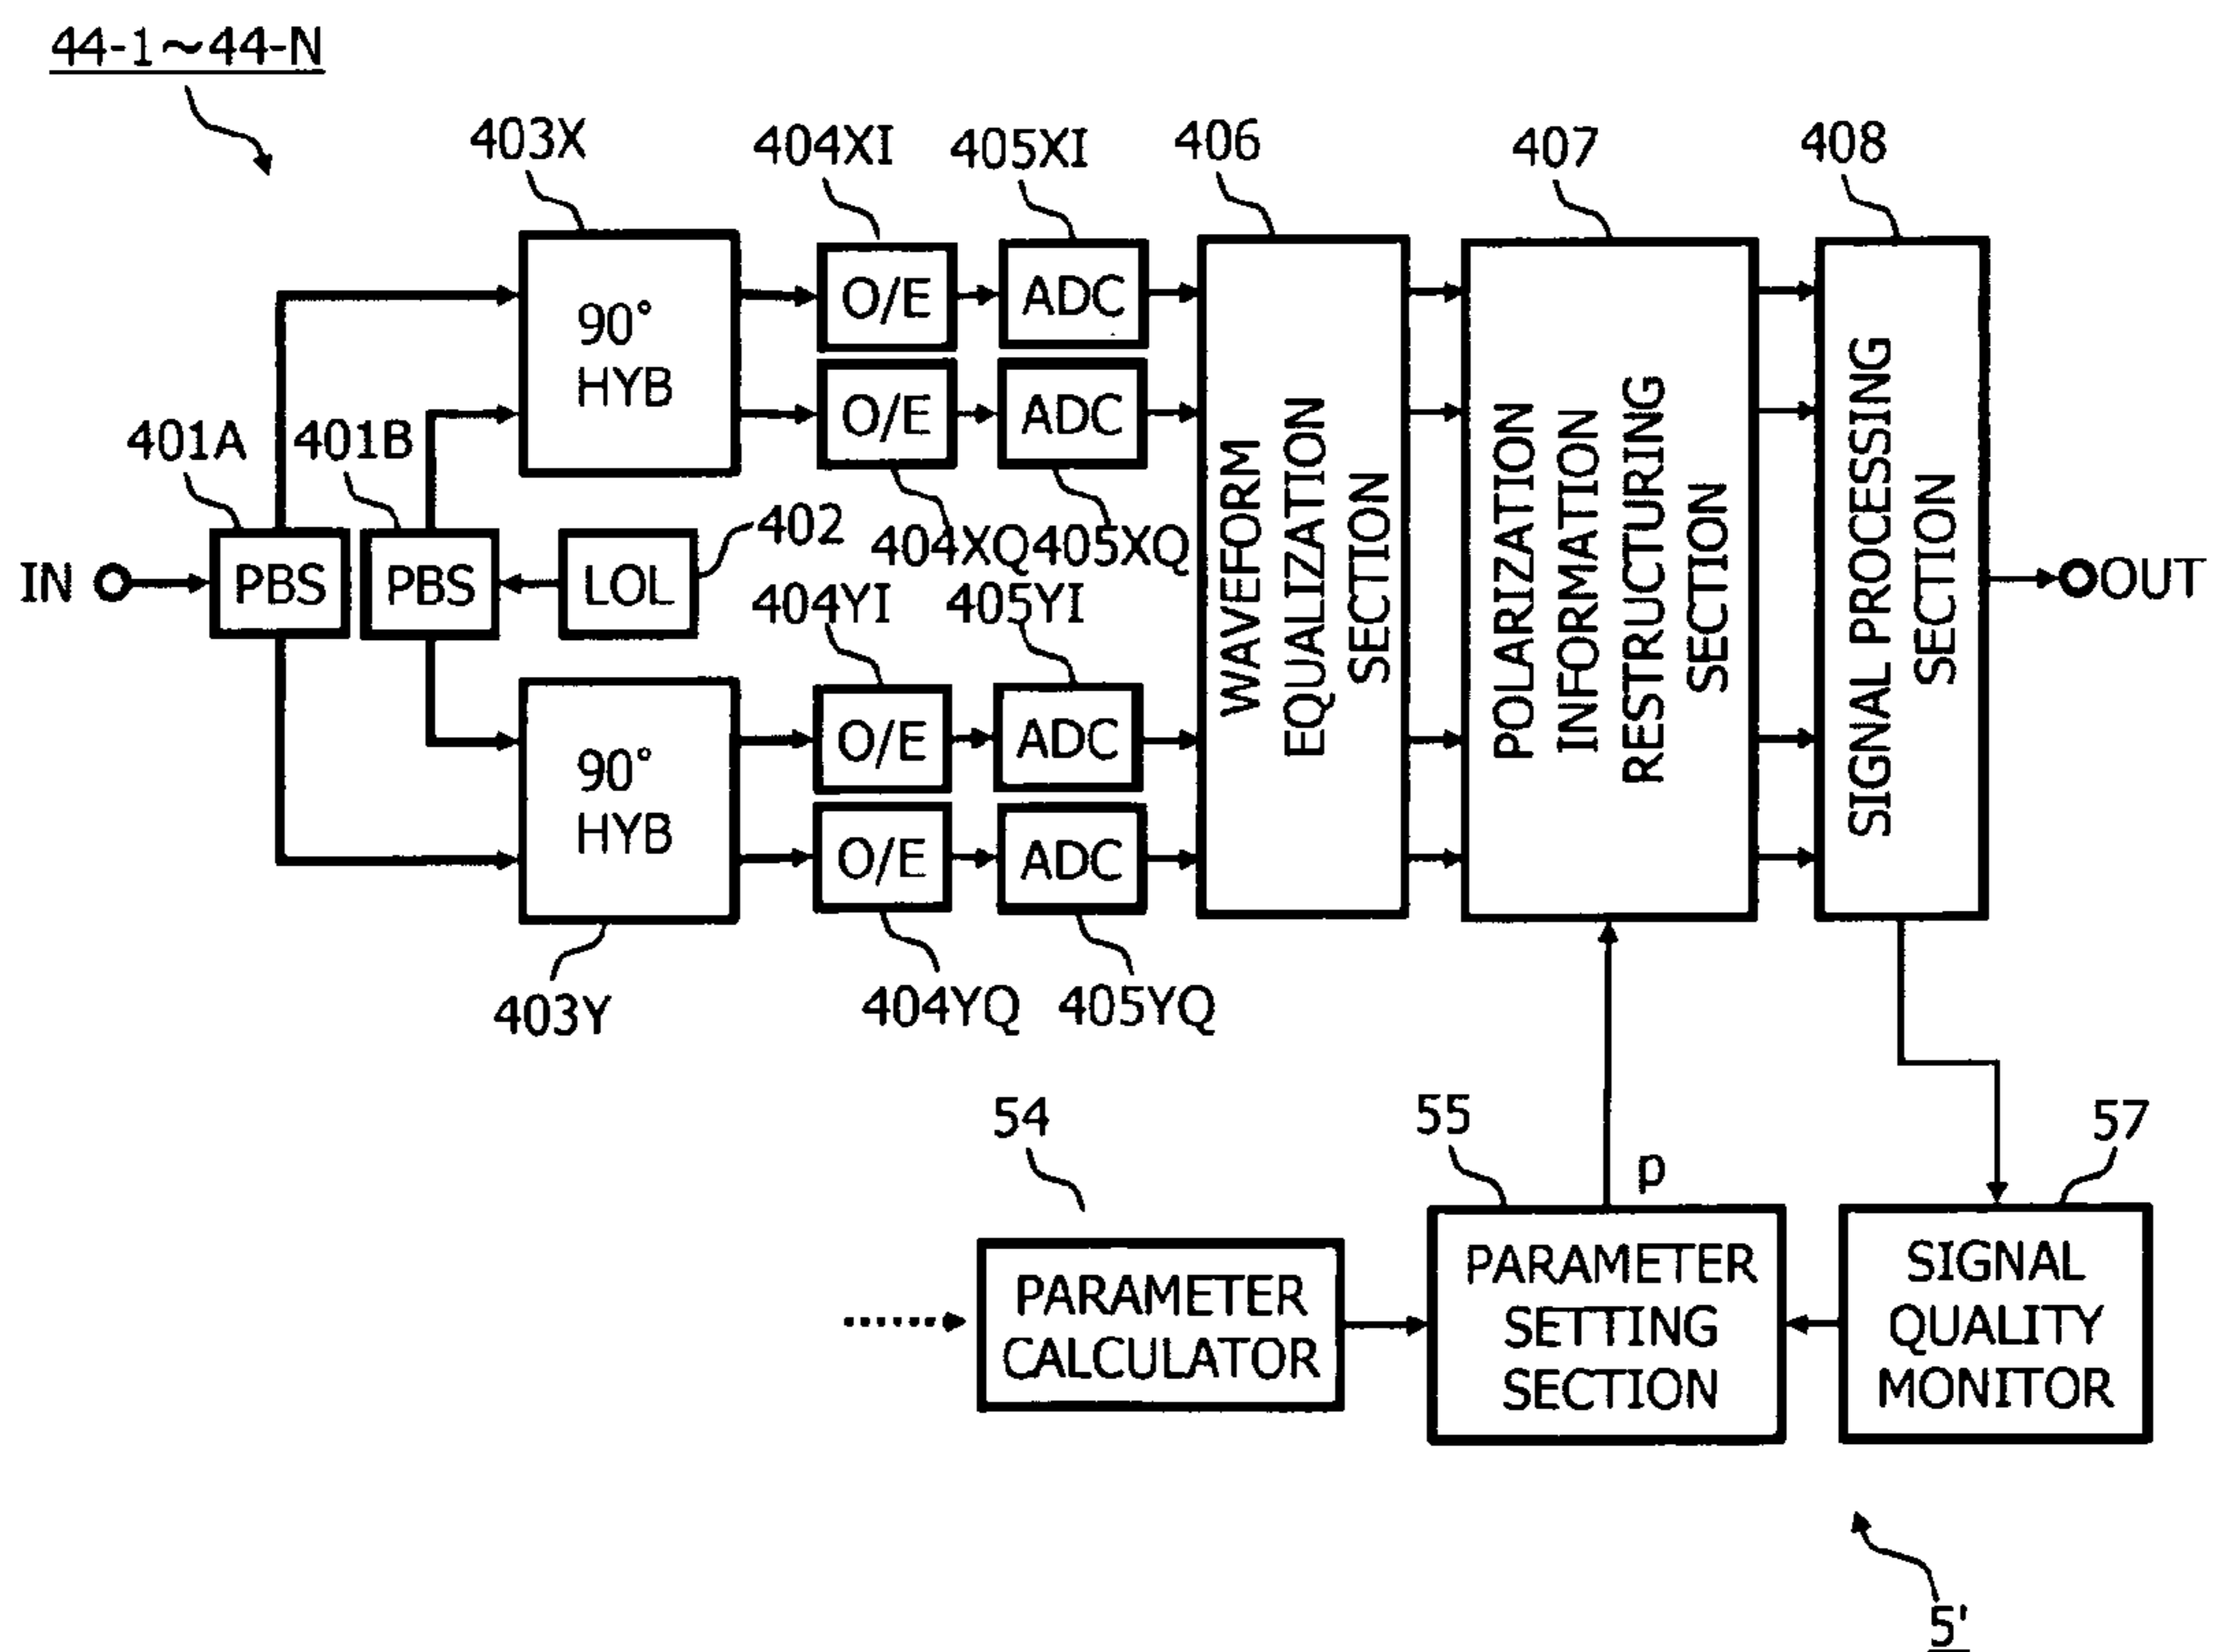 44-1~44-N
403X
404XI
405XI
406
407
408
90°
HYB
O/E
ADC
O/E
ADC
401A
401B
402
404XQ
405XQ
IN
PBS
PBS
LOL
404YI
405YI
WAVEFORM
EQUALIZATION
SECTION
POLARIZATION
INFORMATION
RESTRUCTURING
SECTION
SIGNAL PROCESSING
SECTION
OUT
90°
HYB
O/E
ADC
O/E
ADC
403Y
404YQ
405YQ
54
55
57
p
PARAMETER
CALCULATOR
PARAMETER
SETTING
SECTION
SIGNAL
QUALITY
MONITOR
5'